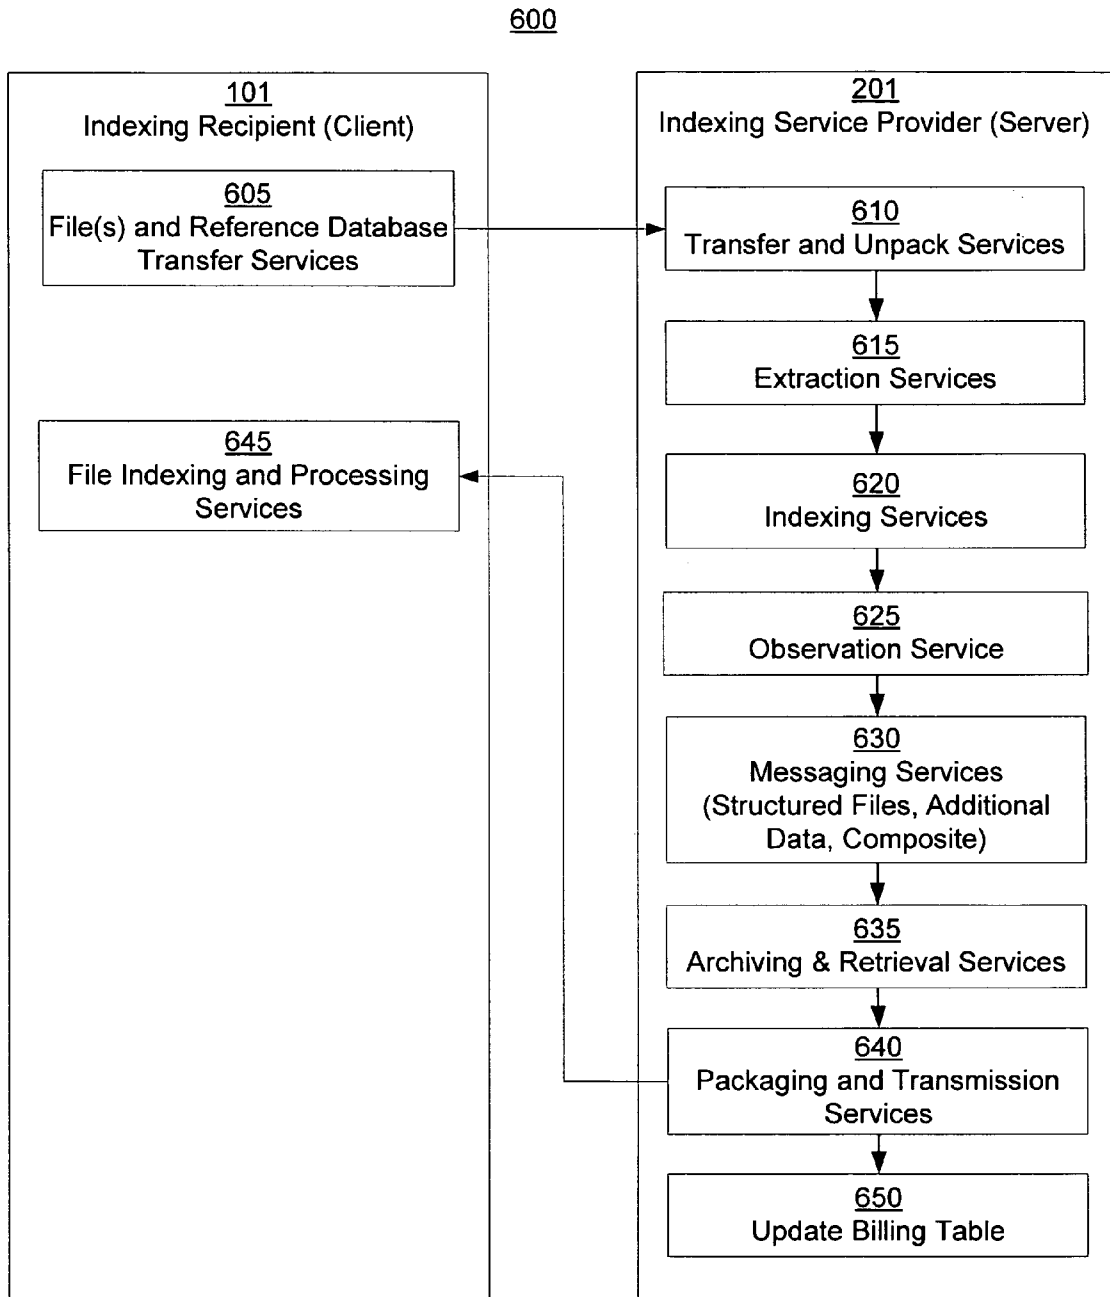 600
101
Indexing Recipient (Client)
605
File(s) and Reference Database
Transfer Services
645
File Indexing and Processing
Services
201
Indexing Service Provider (Server)
610
Transfer and Unpack Services
615
Extraction Services
620
Indexing Services
625
Observation Service
630
Messaging Services
(Structured Files, Additional
Data, Composite)
635
Archiving & Retrieval Services
640
Packaging and Transmission
Services
650
Update Billing Table